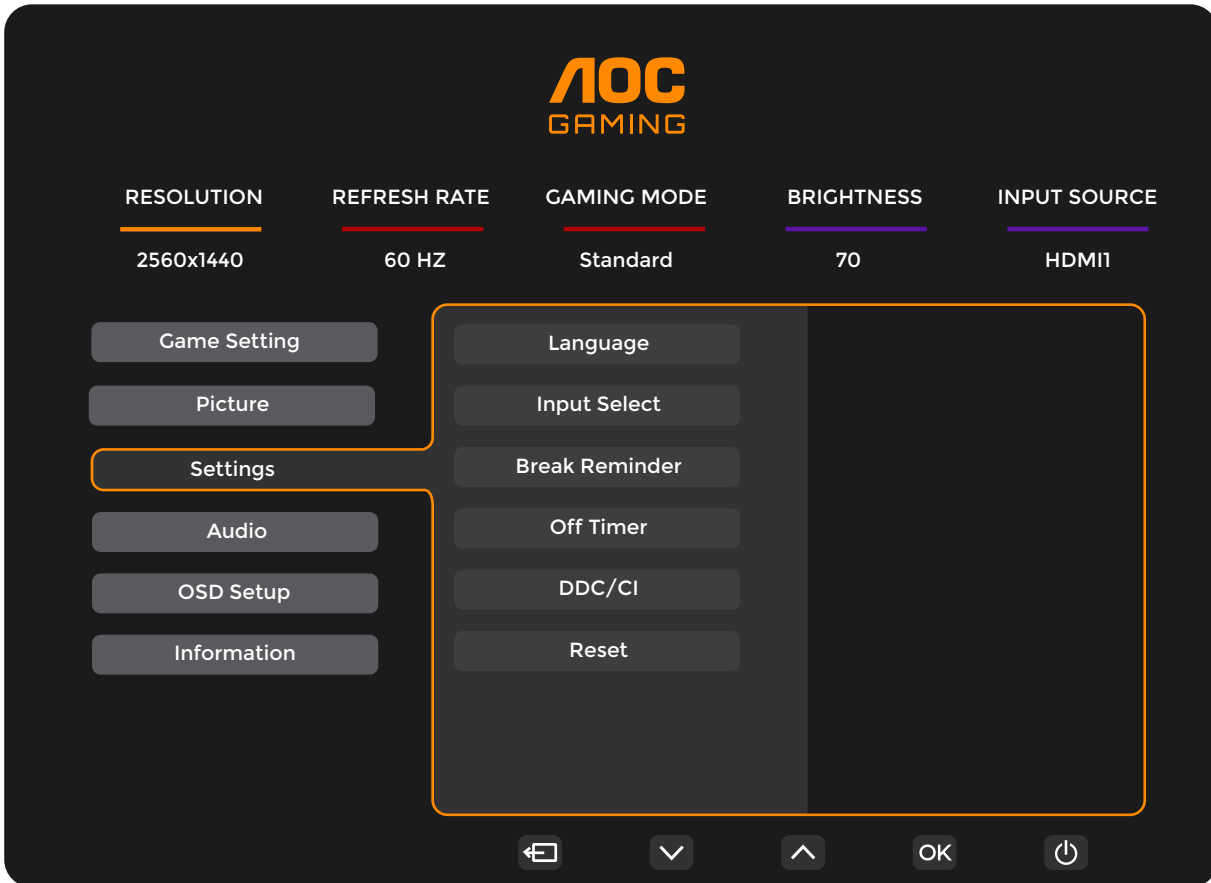 AOC
GAMING
RESOLUTION REFRESH RATE GAMING MODE BRIGHTNESS INPUT SOURCE
2560x1440 60 HZ Standard 70 HDMI1
Game Setting
Picture
Settings
Audio
OSD Setup
Information
Language
Input Select
Break Reminder
Off Timer
DDC/CI
Reset
OK